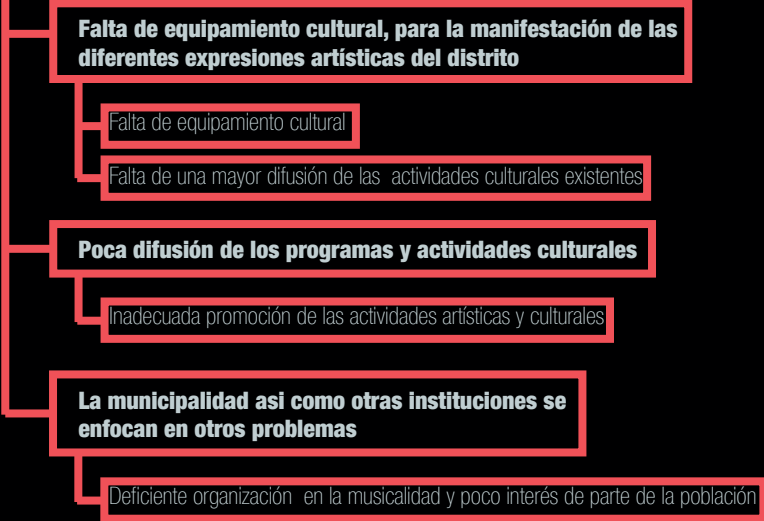 Falta de equipamiento cultural, para la manifestación de las
diferentes expresiones artísticas del distrito
Falta de equipamiento cultural
Falta de una mayor difusión de las actividades culturales existentes
Poca difusión de los programas y actividades culturales
Inadecuada promoción de las actividades artísticas y culturales
La municipalidad asi como otras instituciones se
enfocan en otros problemas
Deficiente organización en la musicalidad y poco interés de parte de la población